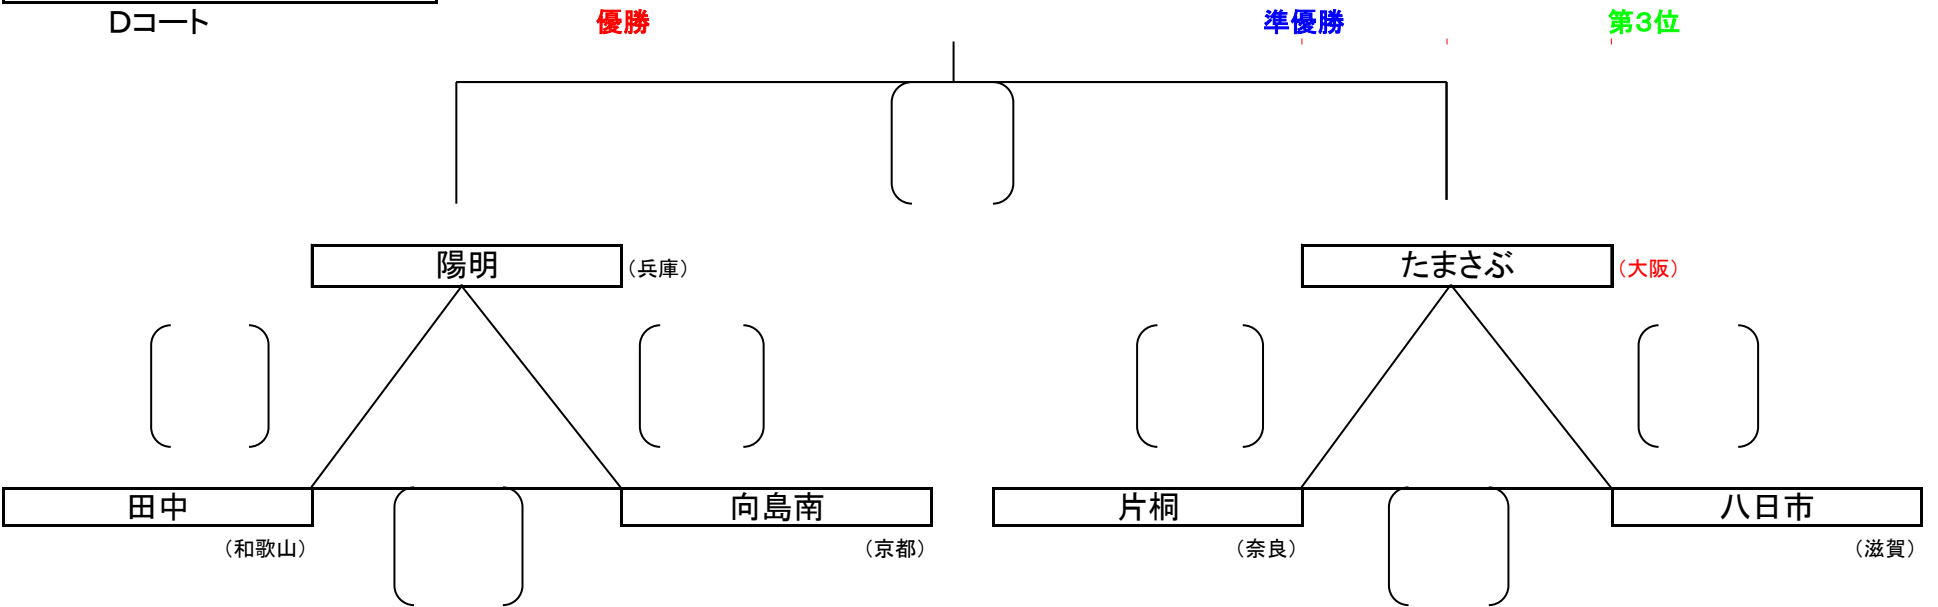 Dコート 優勝 準優勝 第3位
陽明 （兵庫） たまさぶ （大阪）
田中 向島南 片桐 八日市
（和歌山） （京都） （奈良） （滋賀）